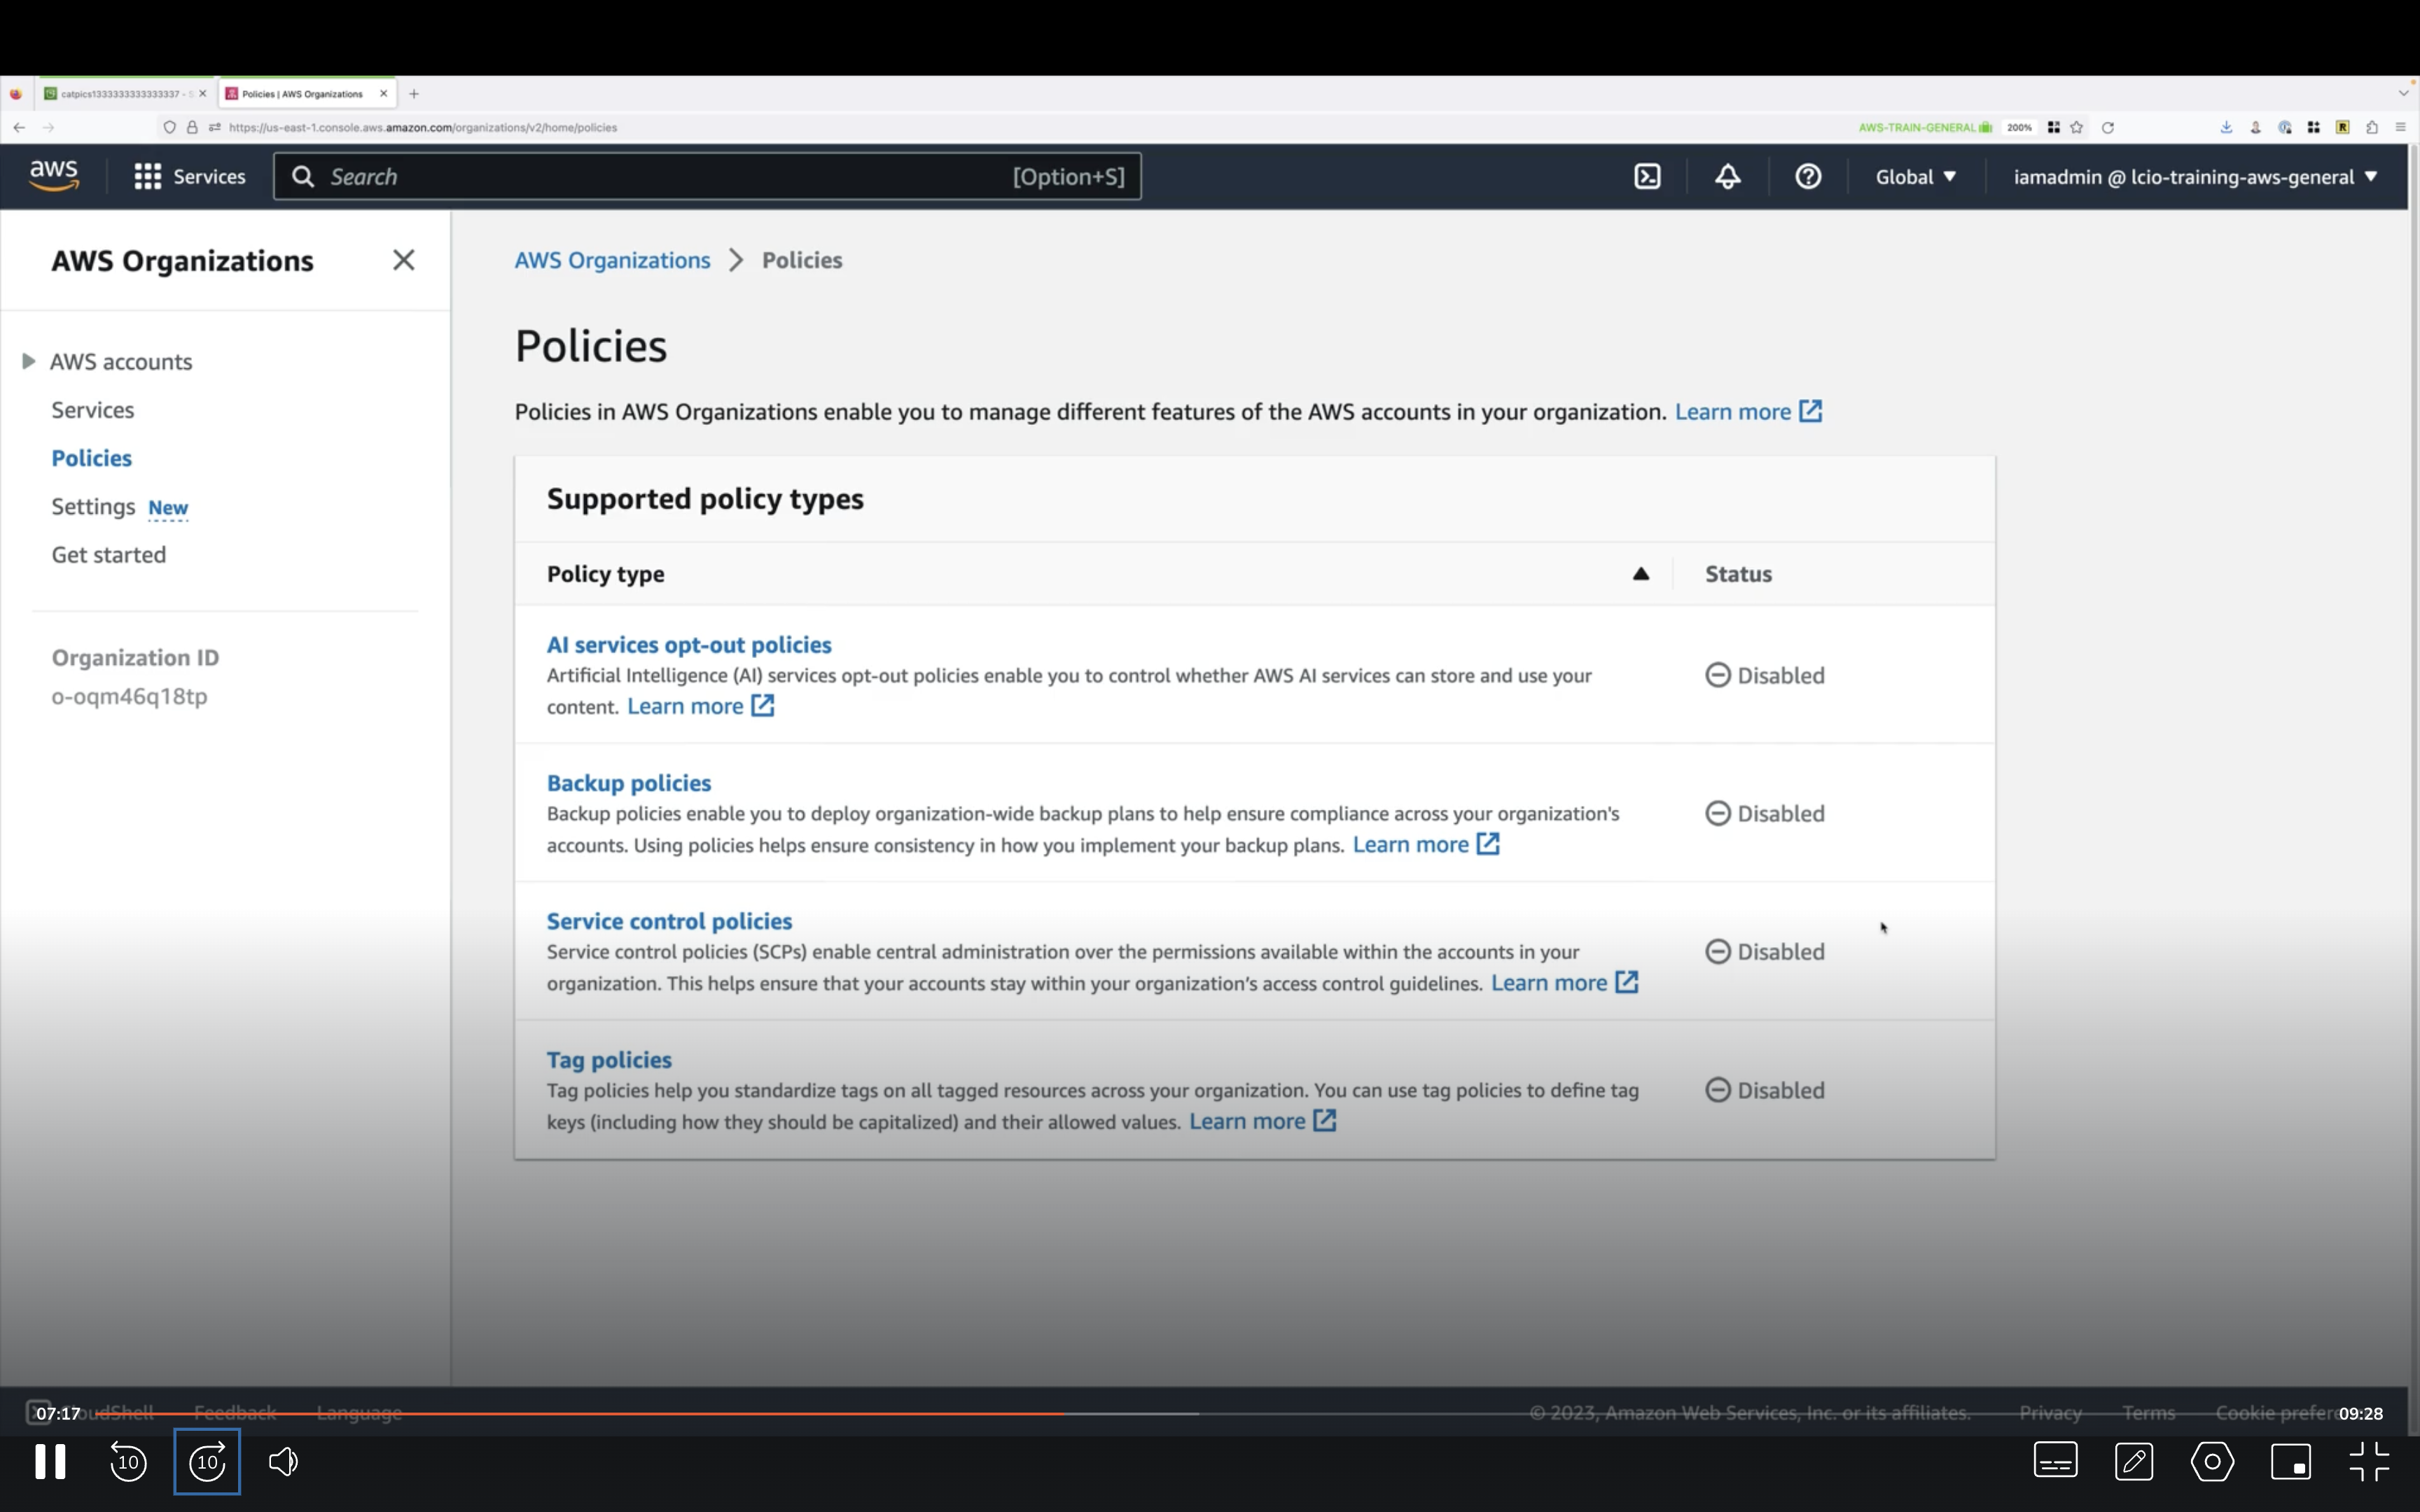 catpics1333333333333337 - S
Policies | AWS Organizations
https://us-east-1.console.aws.amazon.com/organizations/v2/home/policies
AWS-TRAIN-GENERAL
200%
R
aws
Services
Search
[Option+S]
Global
iamadmin @ lcio-training-aws-general
AWS Organizations
AWS accounts
Services
Policies
Settings New
Get started
Organization ID
o-oqm46q18tp
AWS Organizations > Policies
Policies
Policies in AWS Organizations enable you to manage different features of the AWS accounts in your organization. Learn more
Supported policy types
Policy type
Status
AI services opt-out policies
Artificial Intelligence (AI) services opt-out policies enable you to control whether AWS AI services can store and use your
content. Learn more
Disabled
Backup policies
Backup policies enable you to deploy organization-wide backup plans to help ensure compliance across your organization's
accounts. Using policies helps ensure consistency in how you implement your backup plans. Learn more
Disabled
Service control policies
Service control policies (SCPs) enable central administration over the permissions available within the accounts in your
organization. This helps ensure that your accounts stay within your organization's access control guidelines. Learn more
Disabled
Tag policies
Tag policies help you standardize tags on all tagged resources across your organization. You can use tag policies to define tag
keys (including how they should be capitalized) and their allowed values. Learn more
Disabled
07:17
Feedback
Language
© 2023, Amazon Web Services, Inc. or its affiliates.
Privacy
Terms
Cookie
09:28
10
10